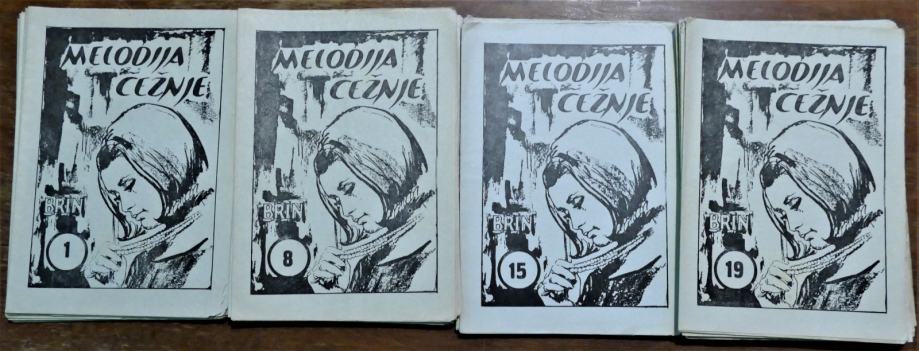 MELODIJA
ČEŽNJE
BRIN
1
MELODIJA
ČEŽNJE
BRIN
8
MELODIJA
ČEŽNJE
BRIN
15
MELODIJA
ČEŽNJE
BRIN
19